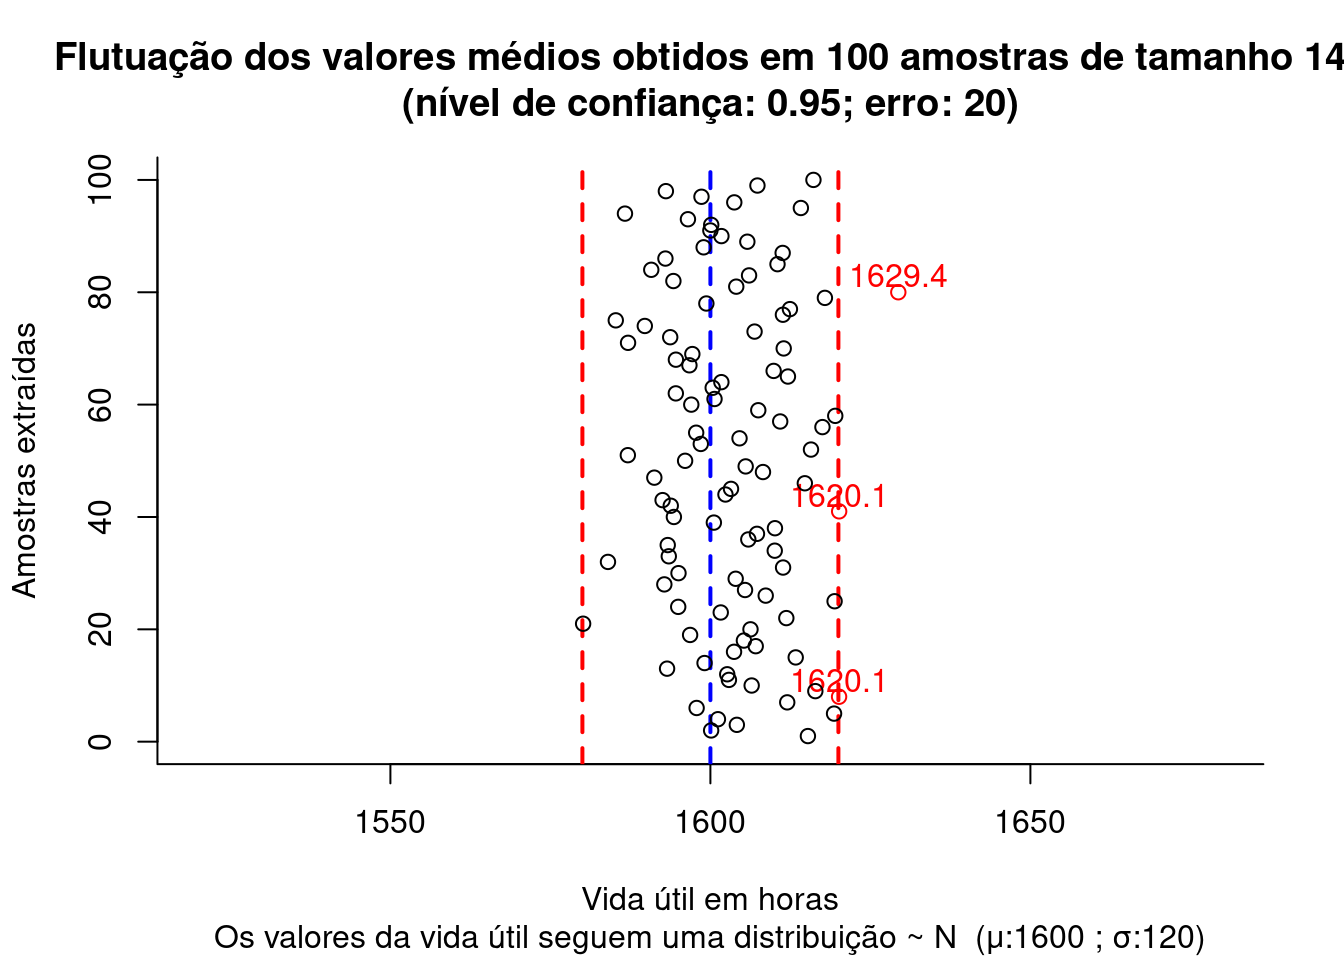 Flutuação dos valores médios obtidos em 100 amostras de tamanho 14
(nível de confiança: 0.95; erro: 20)
Amostras extraídas
100
80
60
40
20
0
1629.4
1620.1
1620.1
1550
1600
1650
Vida útil em horas
Os valores da vida útil seguem uma distribuição ~ N (μ:1600 ; σ:120)